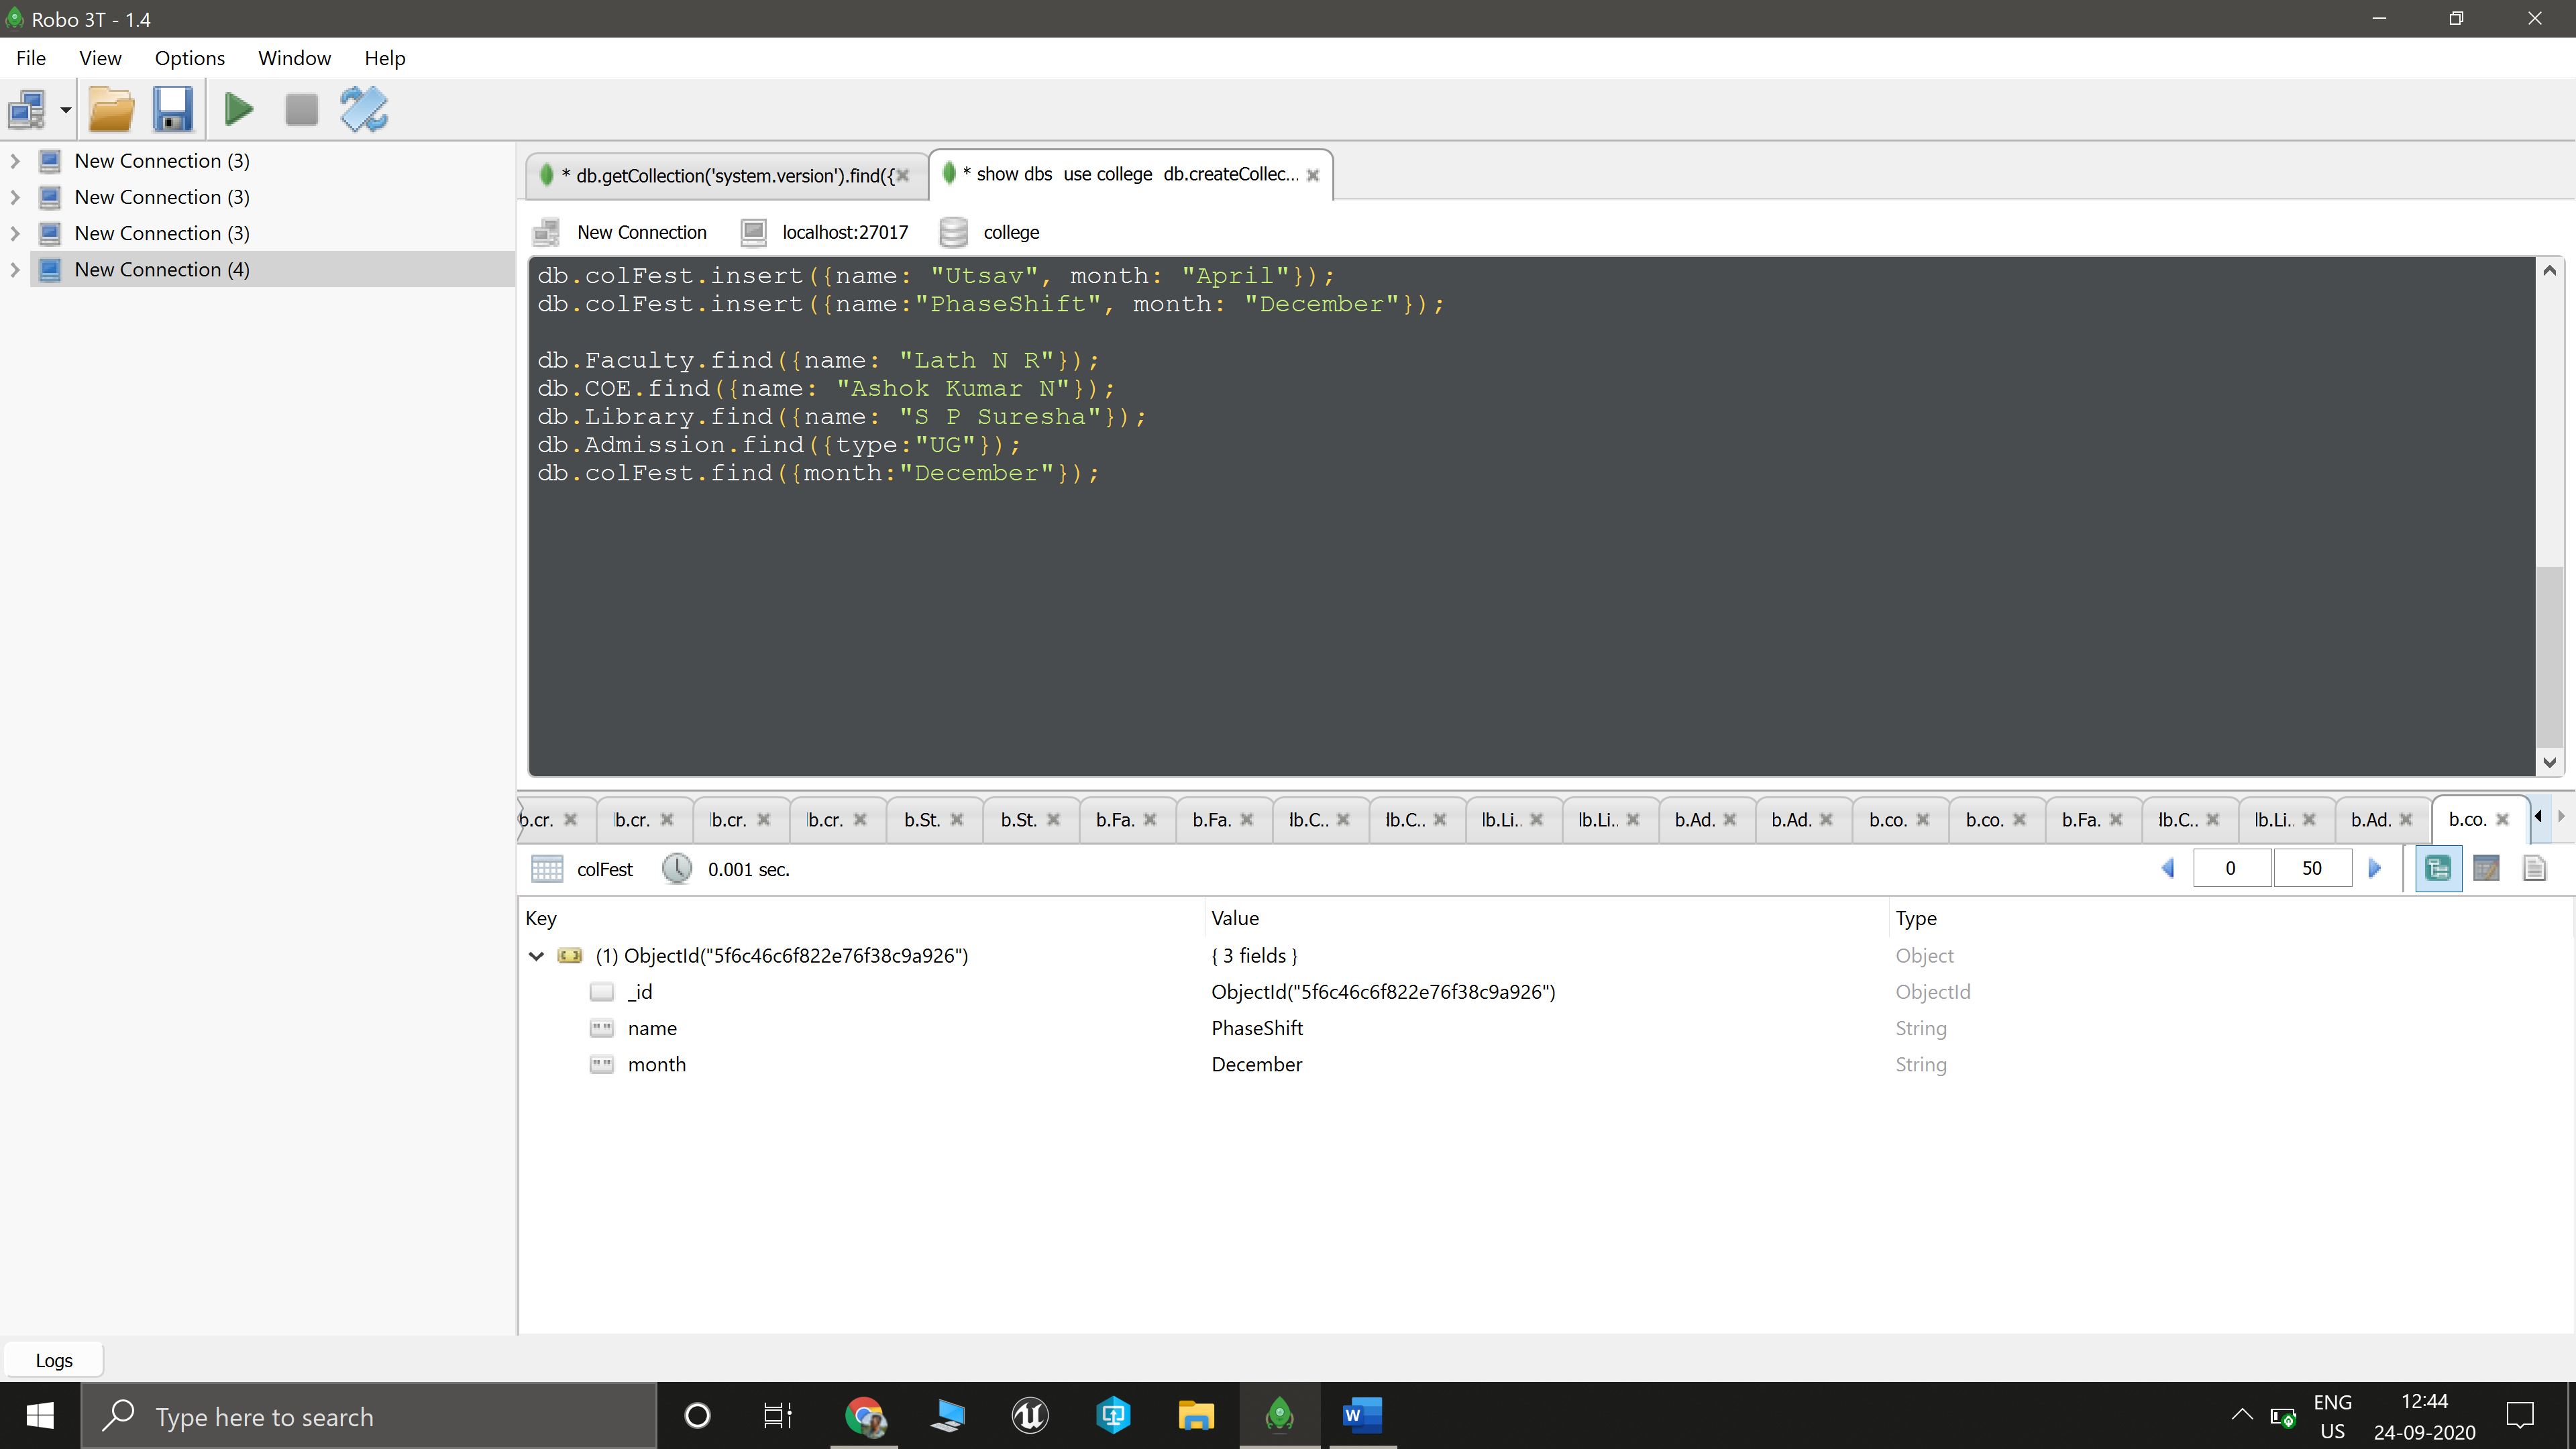 Robo 3T - 1.4
File View Options Window Help
New Connection (3)
New Connection (3)
New Connection (3)
New Connection (4)
* db.getCollection('system.version').find({
* show dbs use college db.createCollec...
New Connection localhost:27017 college
db.colFest.insert({name: "Utsav", month: "April"});
db.colFest.insert({name:"PhaseShift", month: "December"});
db.Faculty.find({name: "Lath N R"});
db.COE.find({name: "Ashok Kumar N"});
db.Library.find({name: "S P Suresha"});
db.Admission.find({type:"UG"});
db.colFest.find({month:"December"});
b.cr. b.cr. b.cr. b.cr. b.St. b.St. b.Fa. b.Fa. b.C.. b.C.. b.Li.. b.Li.. b.Ad. b.Ad. b.co. b.co. b.Fa. b.C.. b.Li.. b.Ad. b.co.
colFest 0.001 sec. 0 50
Key Value Type
(1) ObjectId("5f6c46c6f822e76f38c9a926") { 3 fields } Object
_id ObjectId("5f6c46c6f822e76f38c9a926") ObjectId
name PhaseShift String
month December String
Logs
Type here to search
ENG
US
12:44
24-09-2020